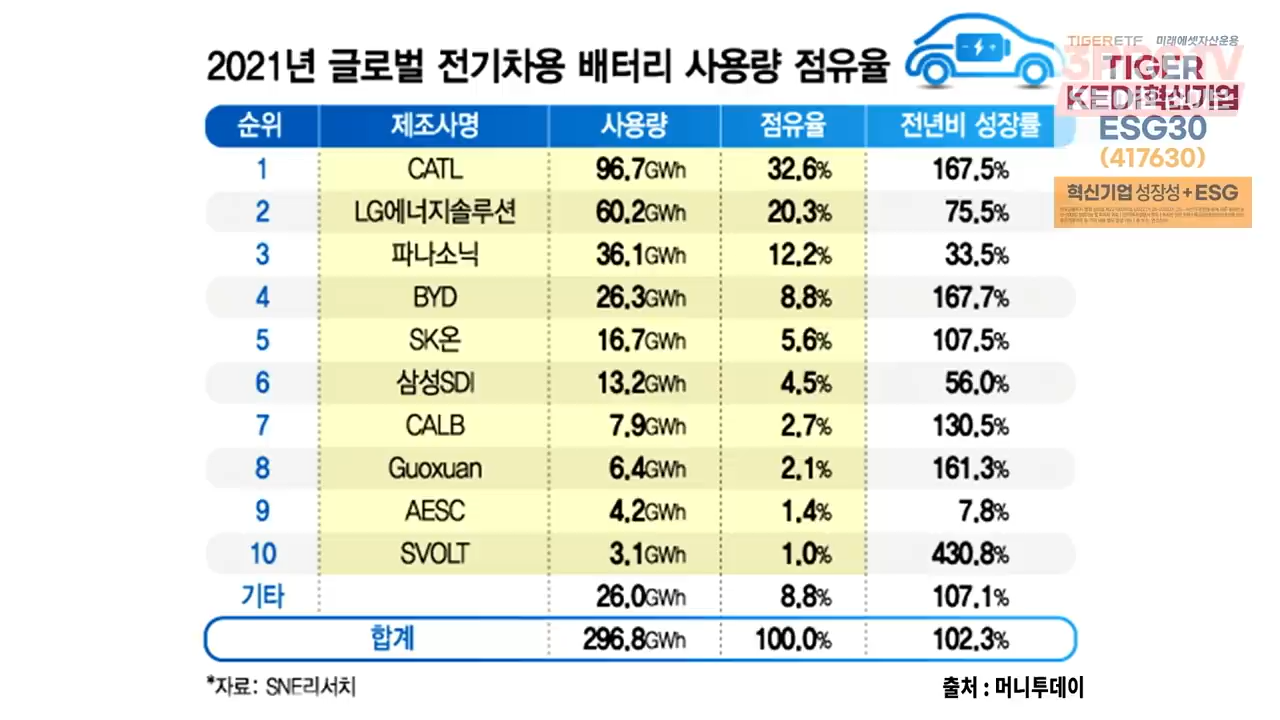 2021년 글로벌 전기차용 배터리 사용량 점유율
TIGERETF 미래에셋자산운용
TIGER
KEDI혁신기업
ESG30
(417630)
혁신기업 성장성+ESG
순위 제조사명 사용량 점유율 전년비 성장률
1 CATL 96.7GWh 32.6% 167.5%
2 LG에너지솔루션 60.2GWh 20.3% 75.5%
3 파나소닉 36.1GWh 12.2% 33.5%
4 BYD 26.3GWh 8.8% 167.7%
5 SK온 16.7GWh 5.6% 107.5%
6 삼성SDI 13.2GWh 4.5% 56.0%
7 CALB 7.9GWh 2.7% 130.5%
8 Guoxuan 6.4GWh 2.1% 161.3%
9 AESC 4.2GWh 1.4% 7.8%
10 SVOLT 3.1GWh 1.0% 430.8%
기타 26.0GWh 8.8% 107.1%
합계 296.8GWh 100.0% 102.3%
*자료: SNE리서치
출처 : 머니투데이